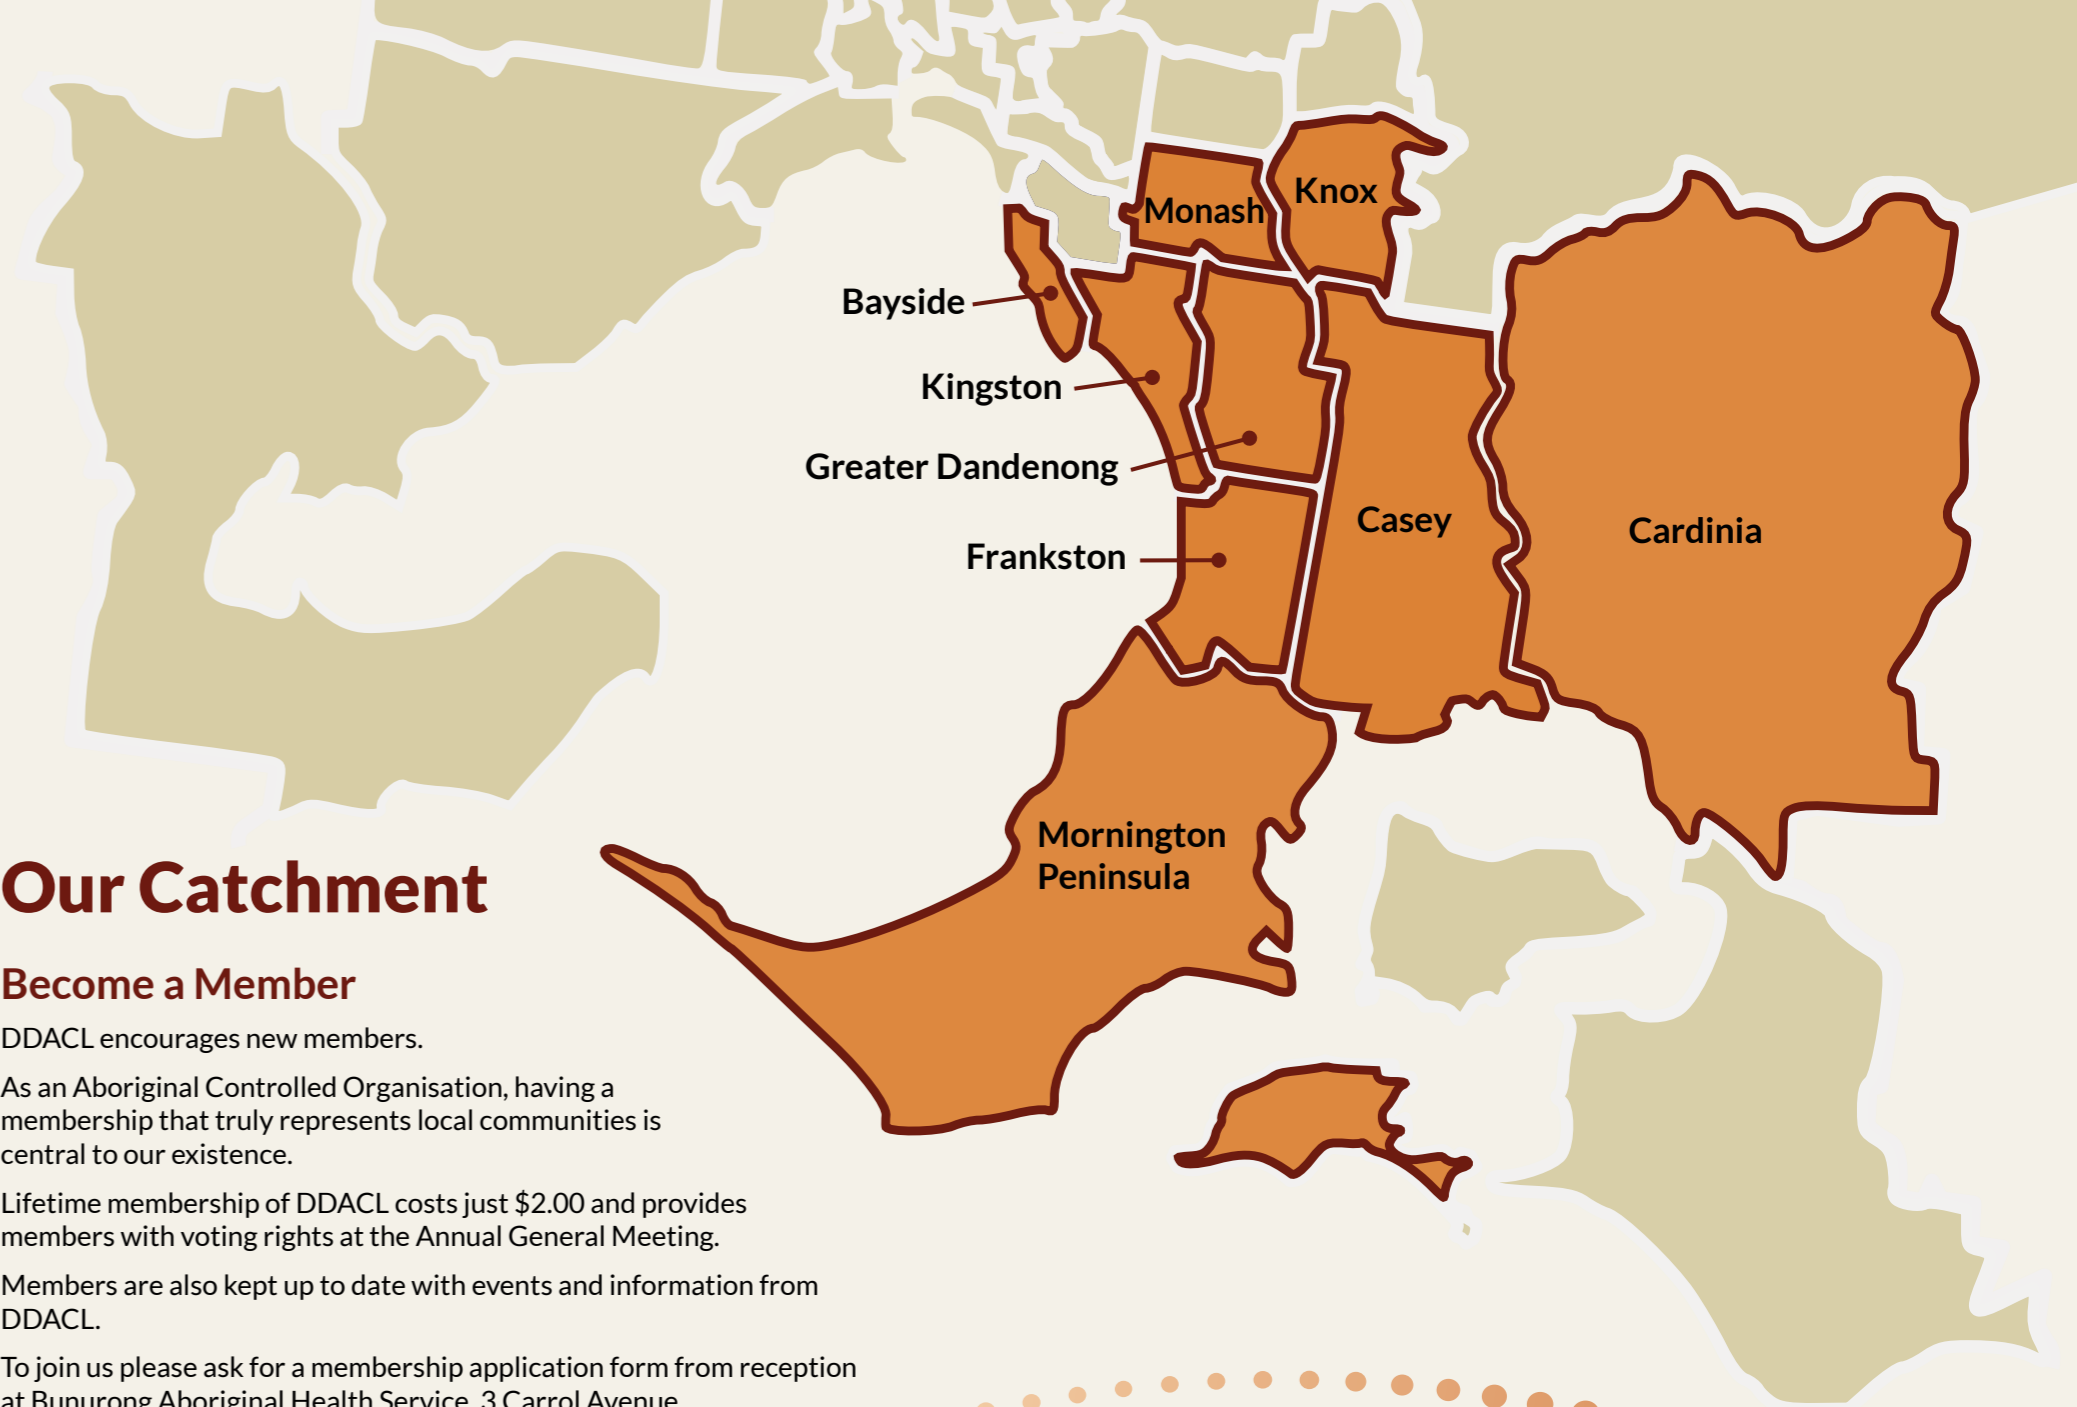 Knox
Monash
Bayside
Kingston
Greater Dandenong
Casey
Cardinia
Frankston
Mornington
Peninsula
Our Catchment
Become a Member
DDACL encourages new members.
As an Aboriginal Controlled Organisation, having a
membership that truly represents local communities is
central to our existence.
Lifetime membership of DDACL costs just $2.00 and provides
members with voting rights at the Annual General Meeting.
Members are also kept up to date with events and information from
DDACL.
To join us please ask for a membership application form from reception
at Bunurong Aboriginal Health Service, 3 Carrol Avenue